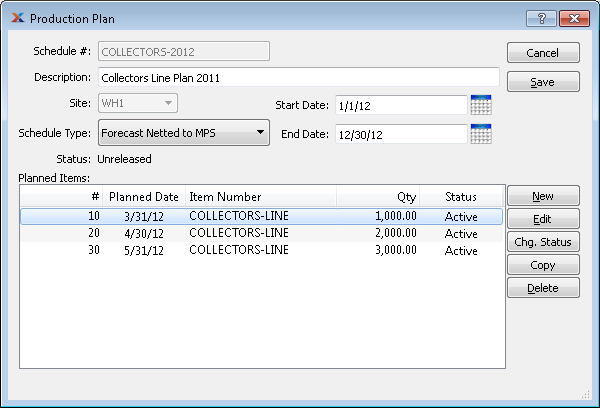 Production Plan
Schedule #: COLLECTORS-2012 Cancel
Description: Collectors Line Plan 2011 Save
Site: WH1 Start Date: 1/1/12
Schedule Type: Forecast Netted to MPS End Date: 12/30/12
Status: Unreleased
Planned Items:
# Planned Date Item Number Qty Status New
10 3/31/12 COLLECTORS-LINE 1,000.00 Active Edit
20 4/30/12 COLLECTORS-LINE 2,000.00 Active Chg. Status
30 5/31/12 COLLECTORS-LINE 3,000.00 Active
Copy
Delete